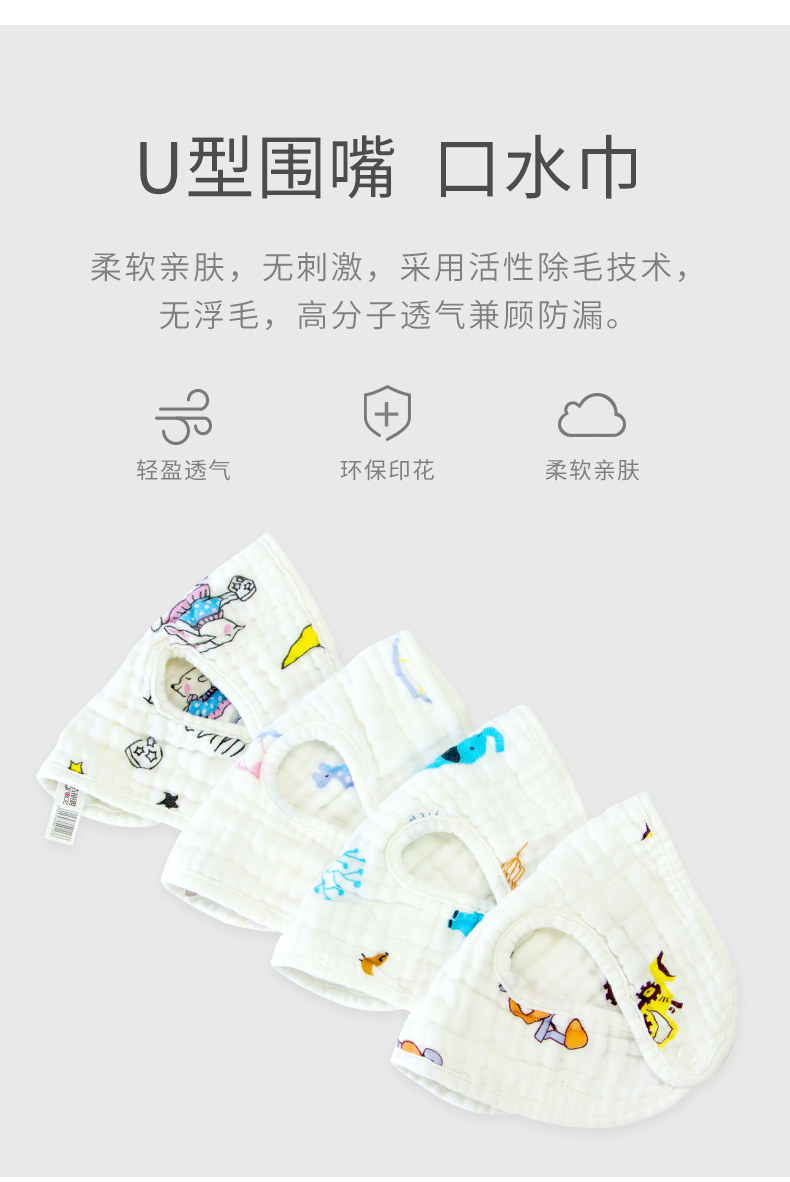 U型围嘴 口水巾
柔软亲肤，无刺激，采用活性除毛技术，
无浮毛，高分子透气兼顾防漏。
轻盈透气
环保印花
柔软亲肤